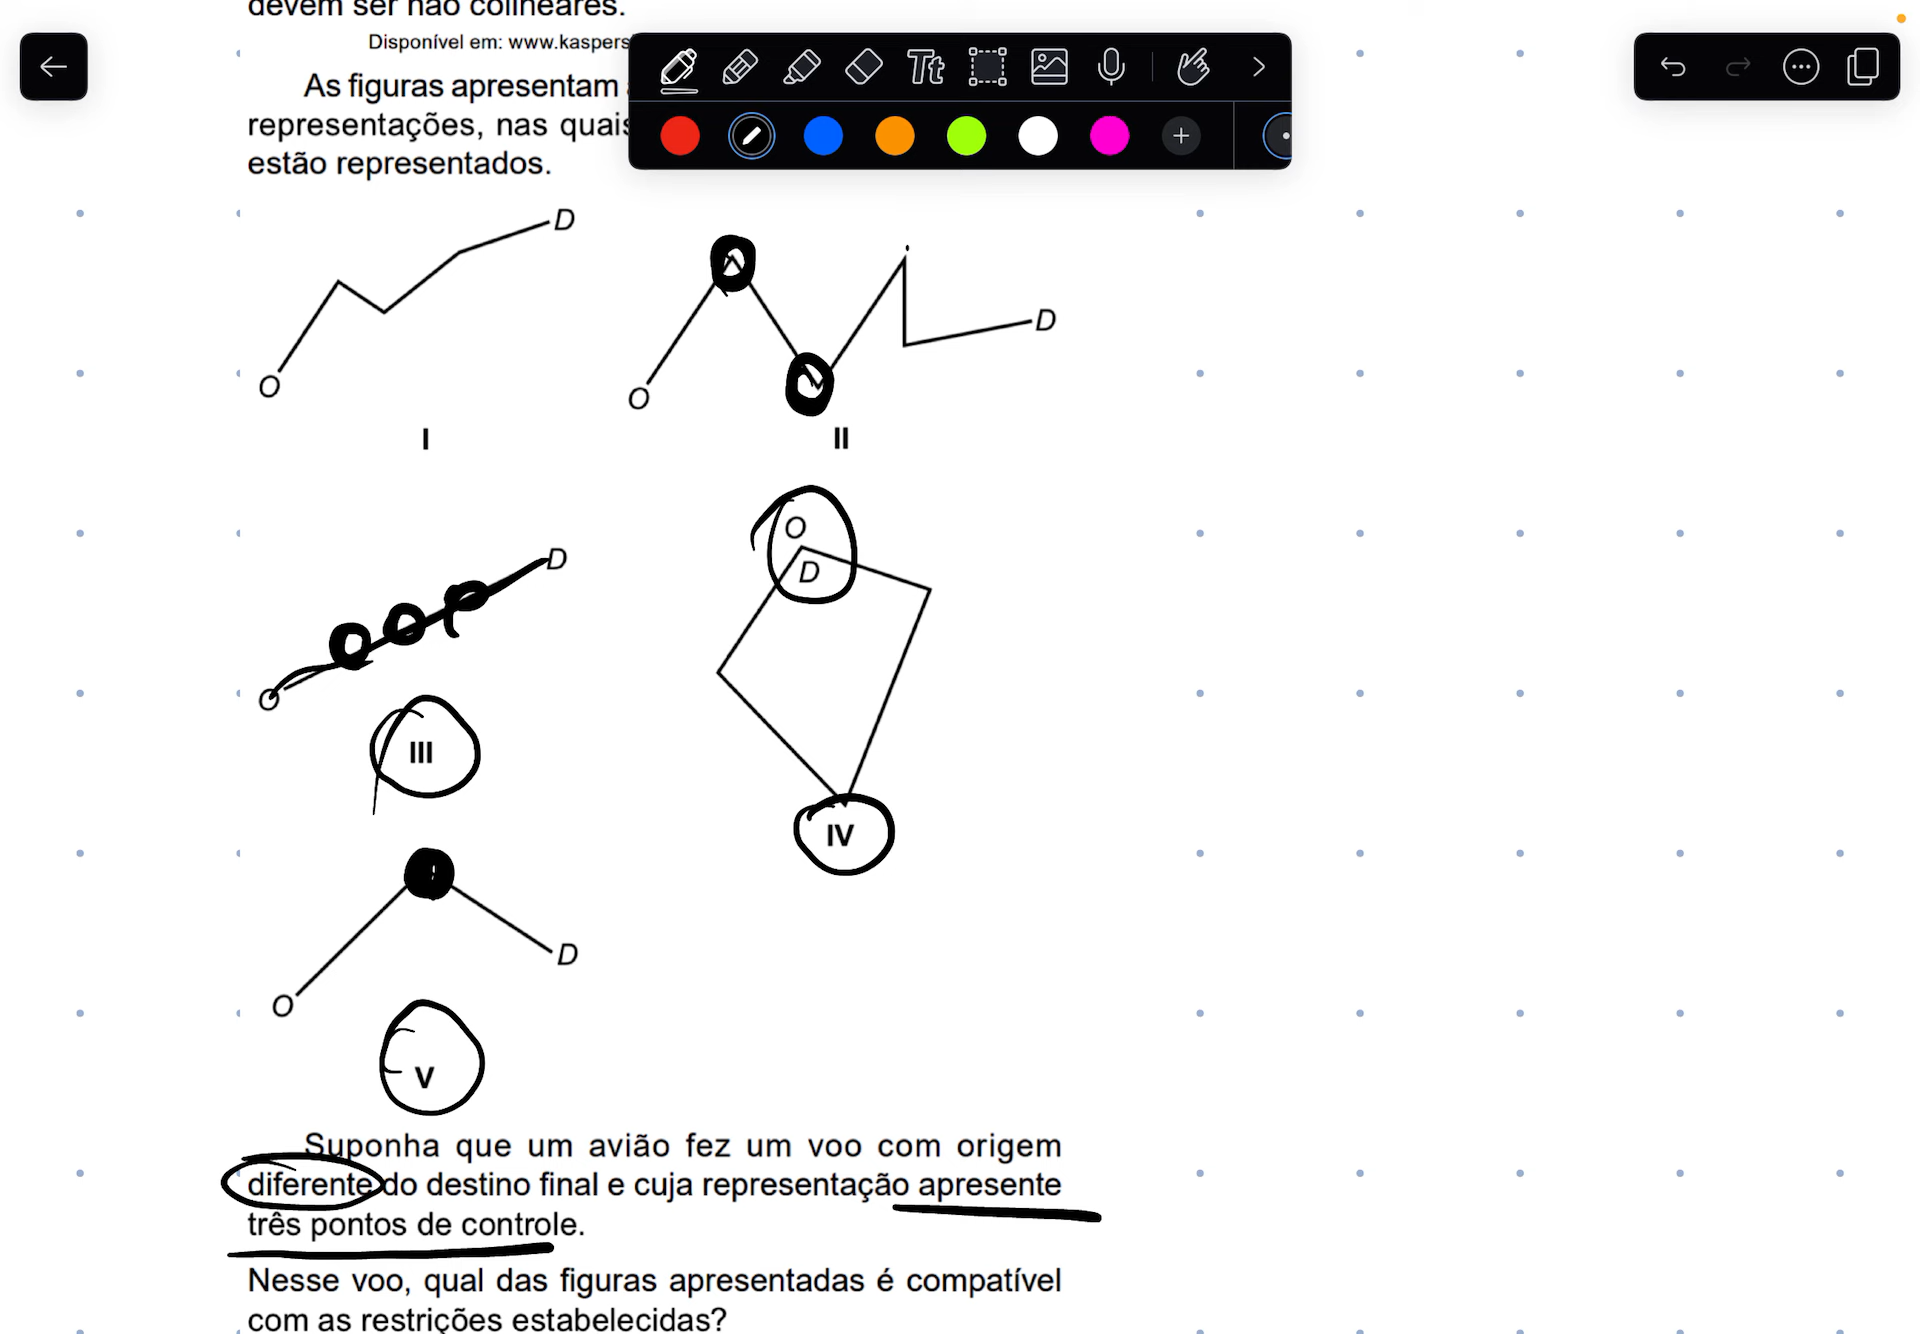 devem ser não colineares.
Disponível em: www.kaspers
Tt
As figuras apresentam
representações, nas quais
estão representados.
D
O
I
D
O
II
D
O
III
O
D
IV
D
O
V
Suponha que um avião fez um voo com origem
diferente do destino final e cuja representação apresente
três pontos de controle.
Nesse voo, qual das figuras apresentadas é compatível
com as restrições estabelecidas?